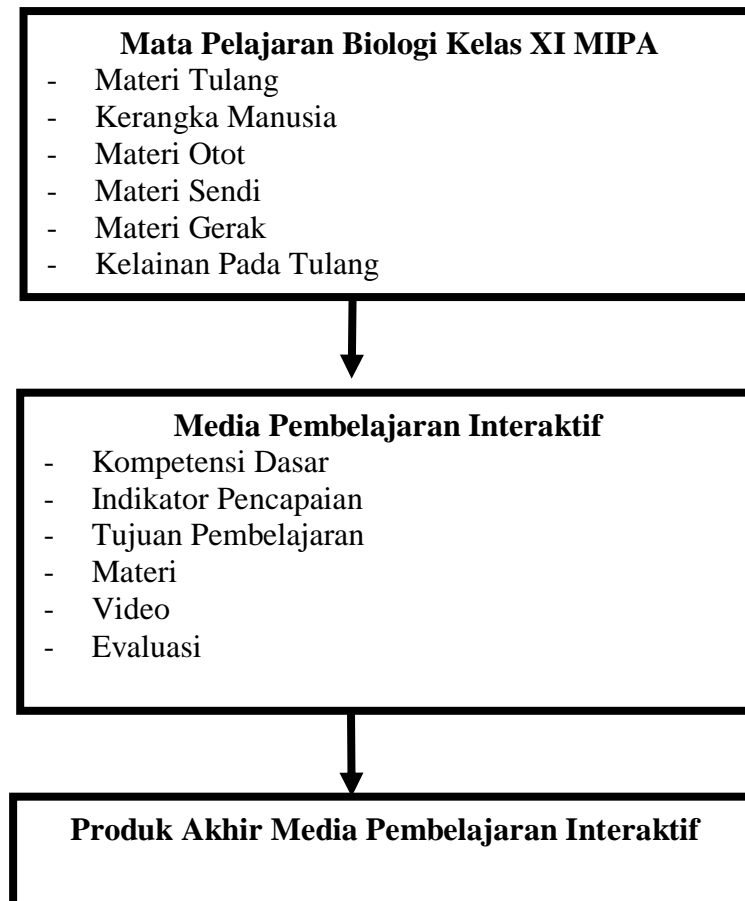 Mata Pelajaran Biologi Kelas XI MIPA
- Materi Tulang
- Kerangka Manusia
- Materi Otot
- Materi Sendi
- Materi Gerak
- Kelainan Pada Tulang
Media Pembelajaran Interaktif
- Kompetensi Dasar
- Indikator Pencapaian
- Tujuan Pembelajaran
- Materi
- Video
- Evaluasi
Produk Akhir Media Pembelajaran Interaktif